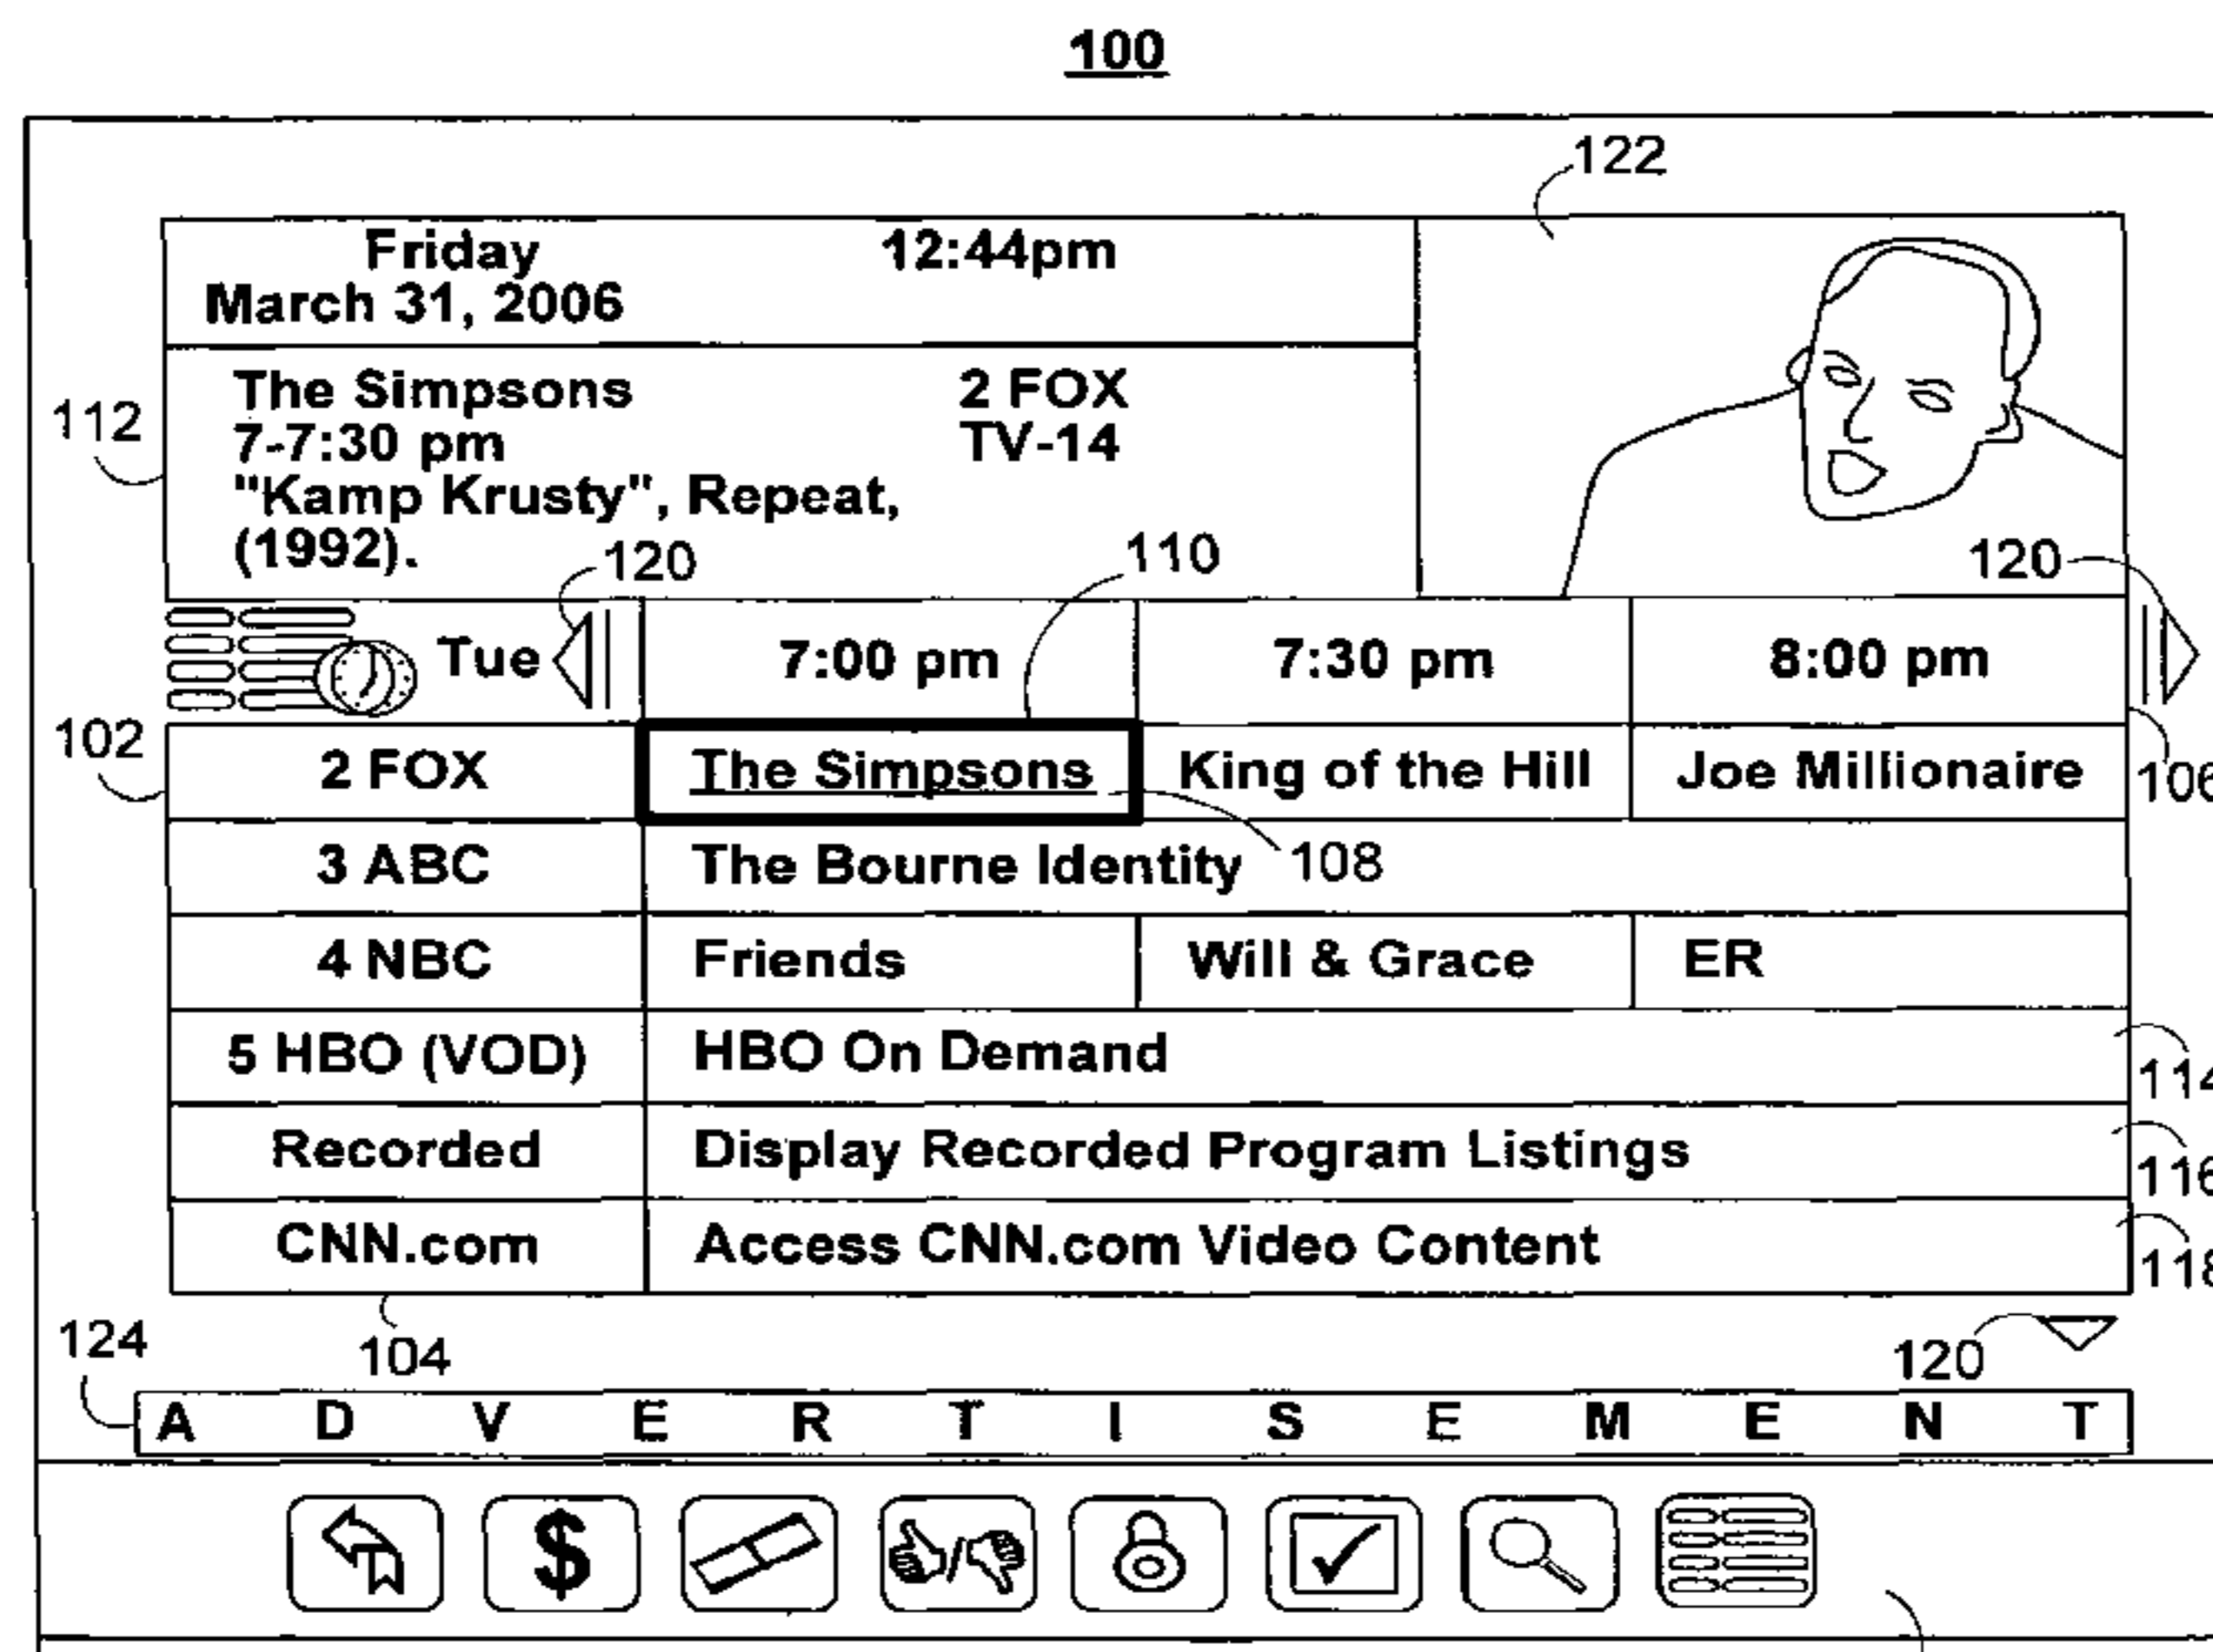 100
122
Friday 12:44pm
March 31, 2006
The Simpsons 2 FOX
112
7-7:30 pm TV-14
"Kamp Krusty", Repeat,
(1992).
120 110 120
Tue 7:00 pm 7:30 pm 8:00 pm
102
2 FOX The Simpsons King of the Hill Joe Millionaire
106
3 ABC The Bourne Identity 108
4 NBC Friends Will & Grace ER
5 HBO (VOD) HBO On Demand
114
Recorded Display Recorded Program Listings
116
CNN.com Access CNN.com Video Content
118
124 104 120
A D V E R T I S E M E N T
$